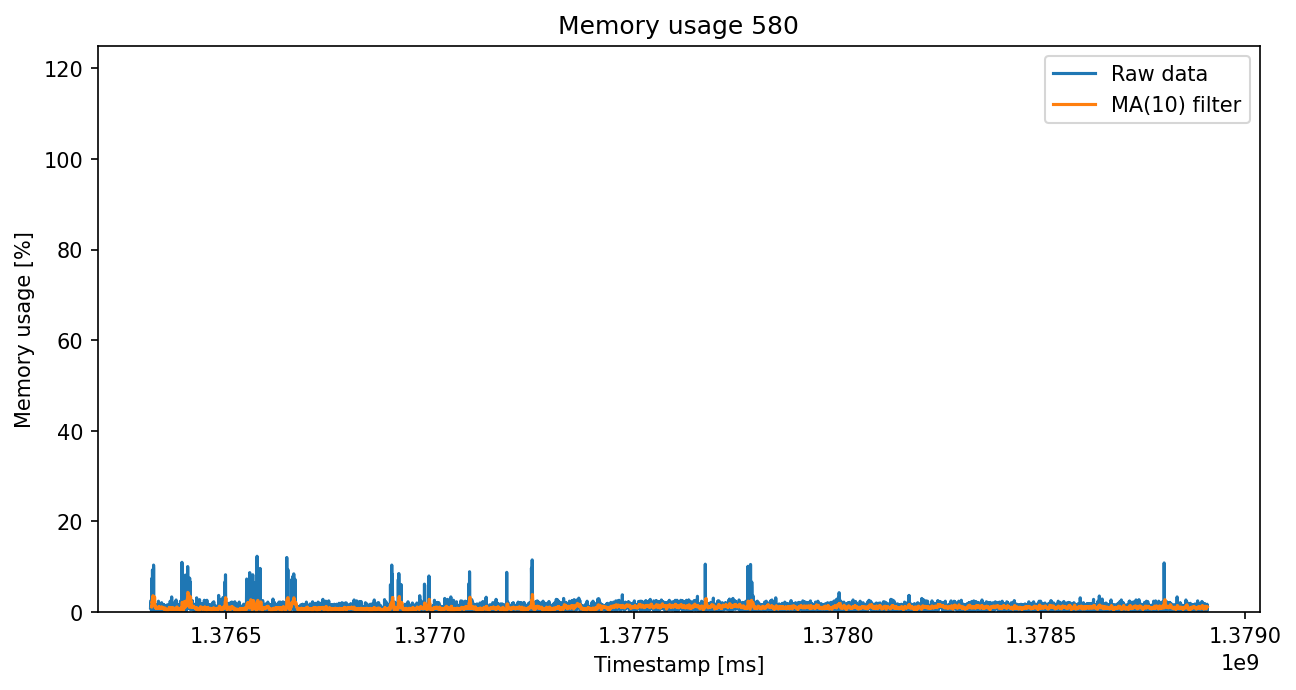 Memory usage 580
Raw data
MA(10) filter
Memory usage [%]
120
100
80
60
40
20
0
1.3765 1.3770 1.3775 1.3780 1.3785 1.3790
1e9
Timestamp [ms]